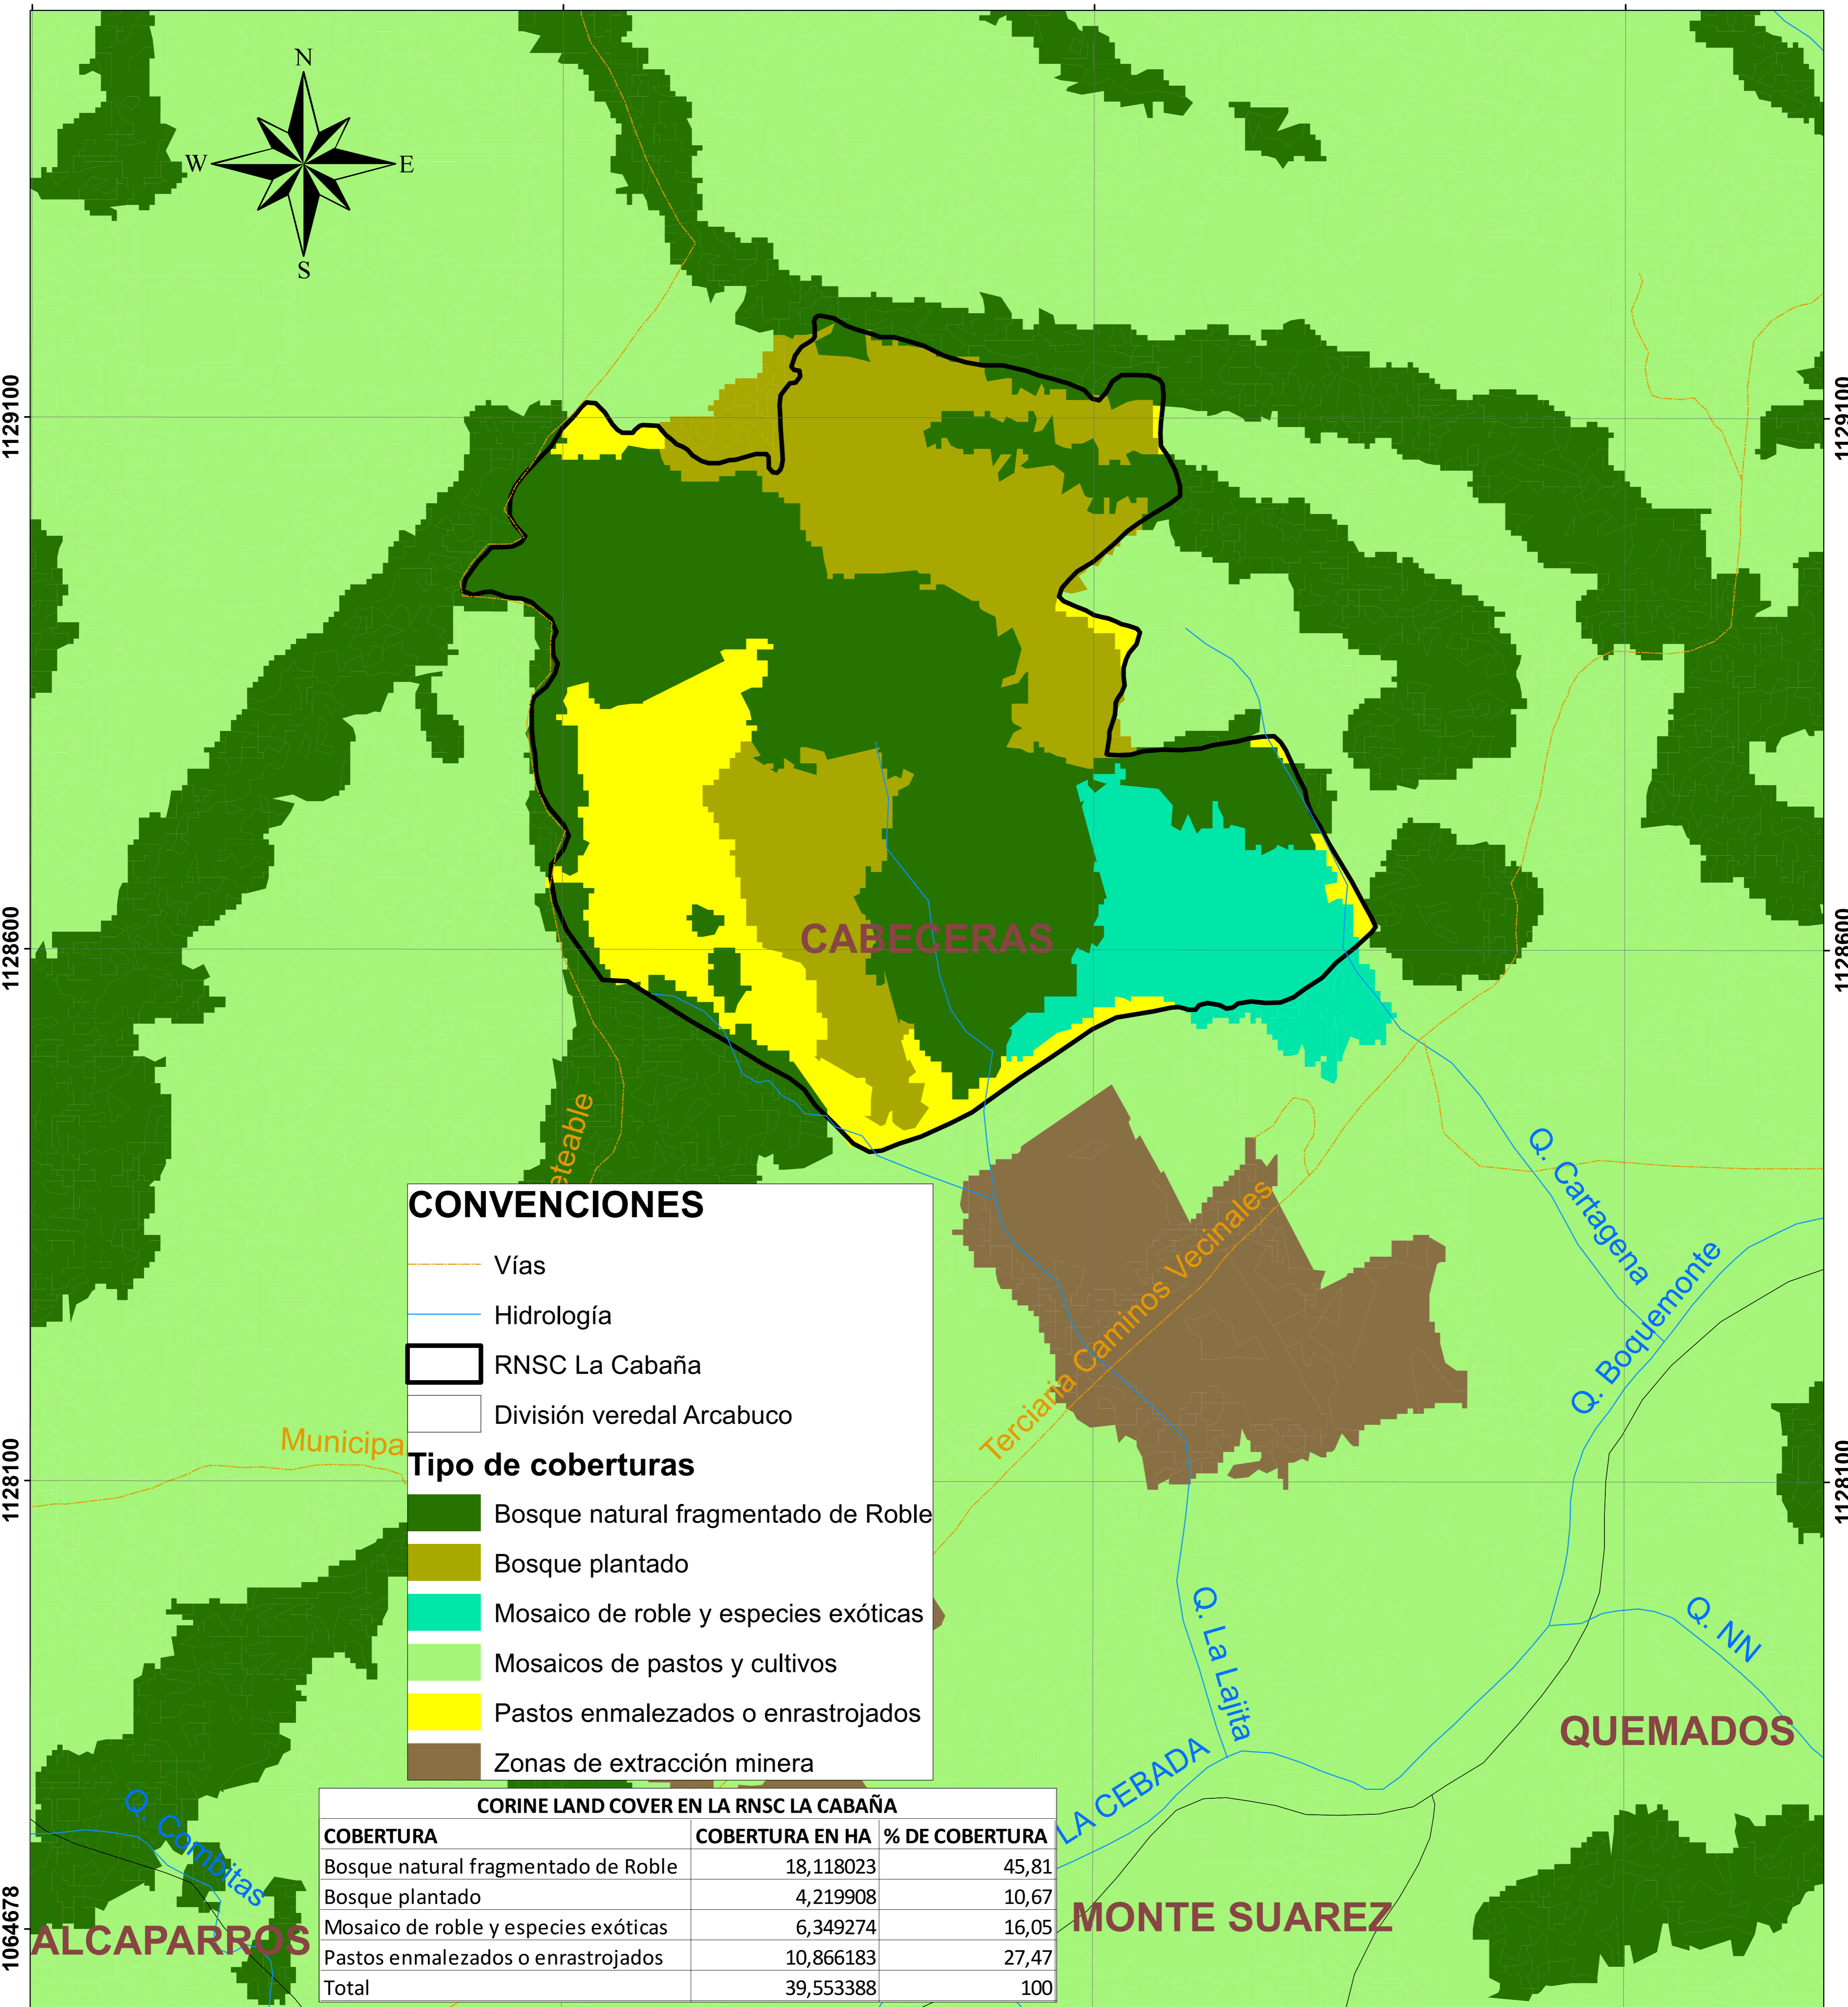 N
W E
S
1129100
1129100
1128600
CABECERAS
1128600
eteable
Q. Cartagena
Q. Boquemonte
Terciaria Caminos Vecinales
CONVENCIONES
Vías
Hidrología
RNSC La Cabaña
División veredal Arcabuco
Municipa
Tipo de coberturas
1128100
1128100
Bosque natural fragmentado de Roble
Bosque plantado
Mosaico de roble y especies exóticas
Mosaicos de pastos y cultivos
Pastos enmalezados o enrastrojados
Zonas de extracción minera
Q. La Lajita
Q. NN
QUEMADOS
LA CEBADA
Q. Combitas
CORINE LAND COVER EN LA RNSC LA CABAÑA
COBERTURA COBERTURA EN HA % DE COBERTURA
Bosque natural fragmentado de Roble 18,118023 45,81
Bosque plantado 4,219908 10,67
Mosaico de roble y especies exóticas 6,349274 16,05
Pastos enmalezados o enrastrojados 10,866183 27,47
Total 39,553388 100
1064678
ALCAPARROS
MONTE SUAREZ